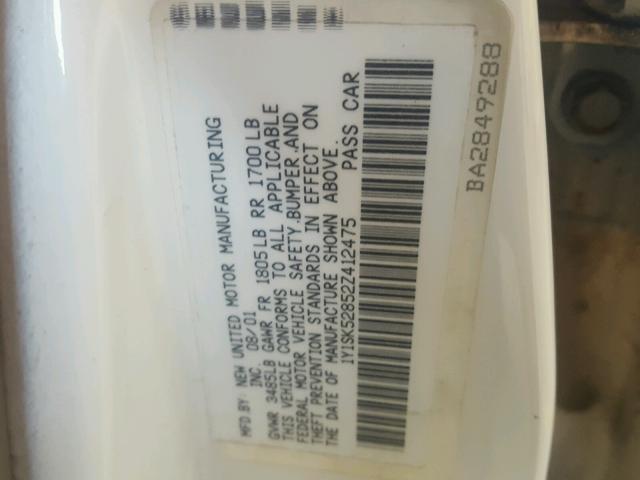 MFD.BY: NEW UNITED MOTOR MANUFACTURING
INC. 08/01
GVWR 3485LB GAWR FR 1805LB RR 1700LB
THIS VEHICLE CONFORMS TO ALL APPLICABLE
FEDERAL MOTOR VEHICLE SAFETY,BUMPER,AND
THEFT PREVENTION STANDARDS IN EFFECT ON
THE DATE OF MANUFACTURE SHOWN ABOVE.
1Y1SK52852Z412475 PASS CAR
BA2849288